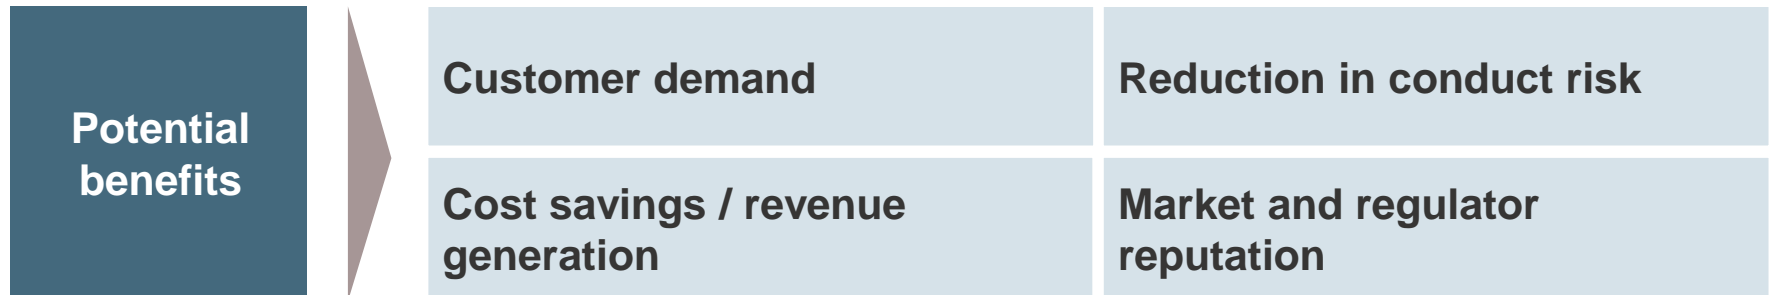 Potential
benefits
Customer demand
Reduction in conduct risk
Cost savings / revenue
generation
Market and regulator
reputation